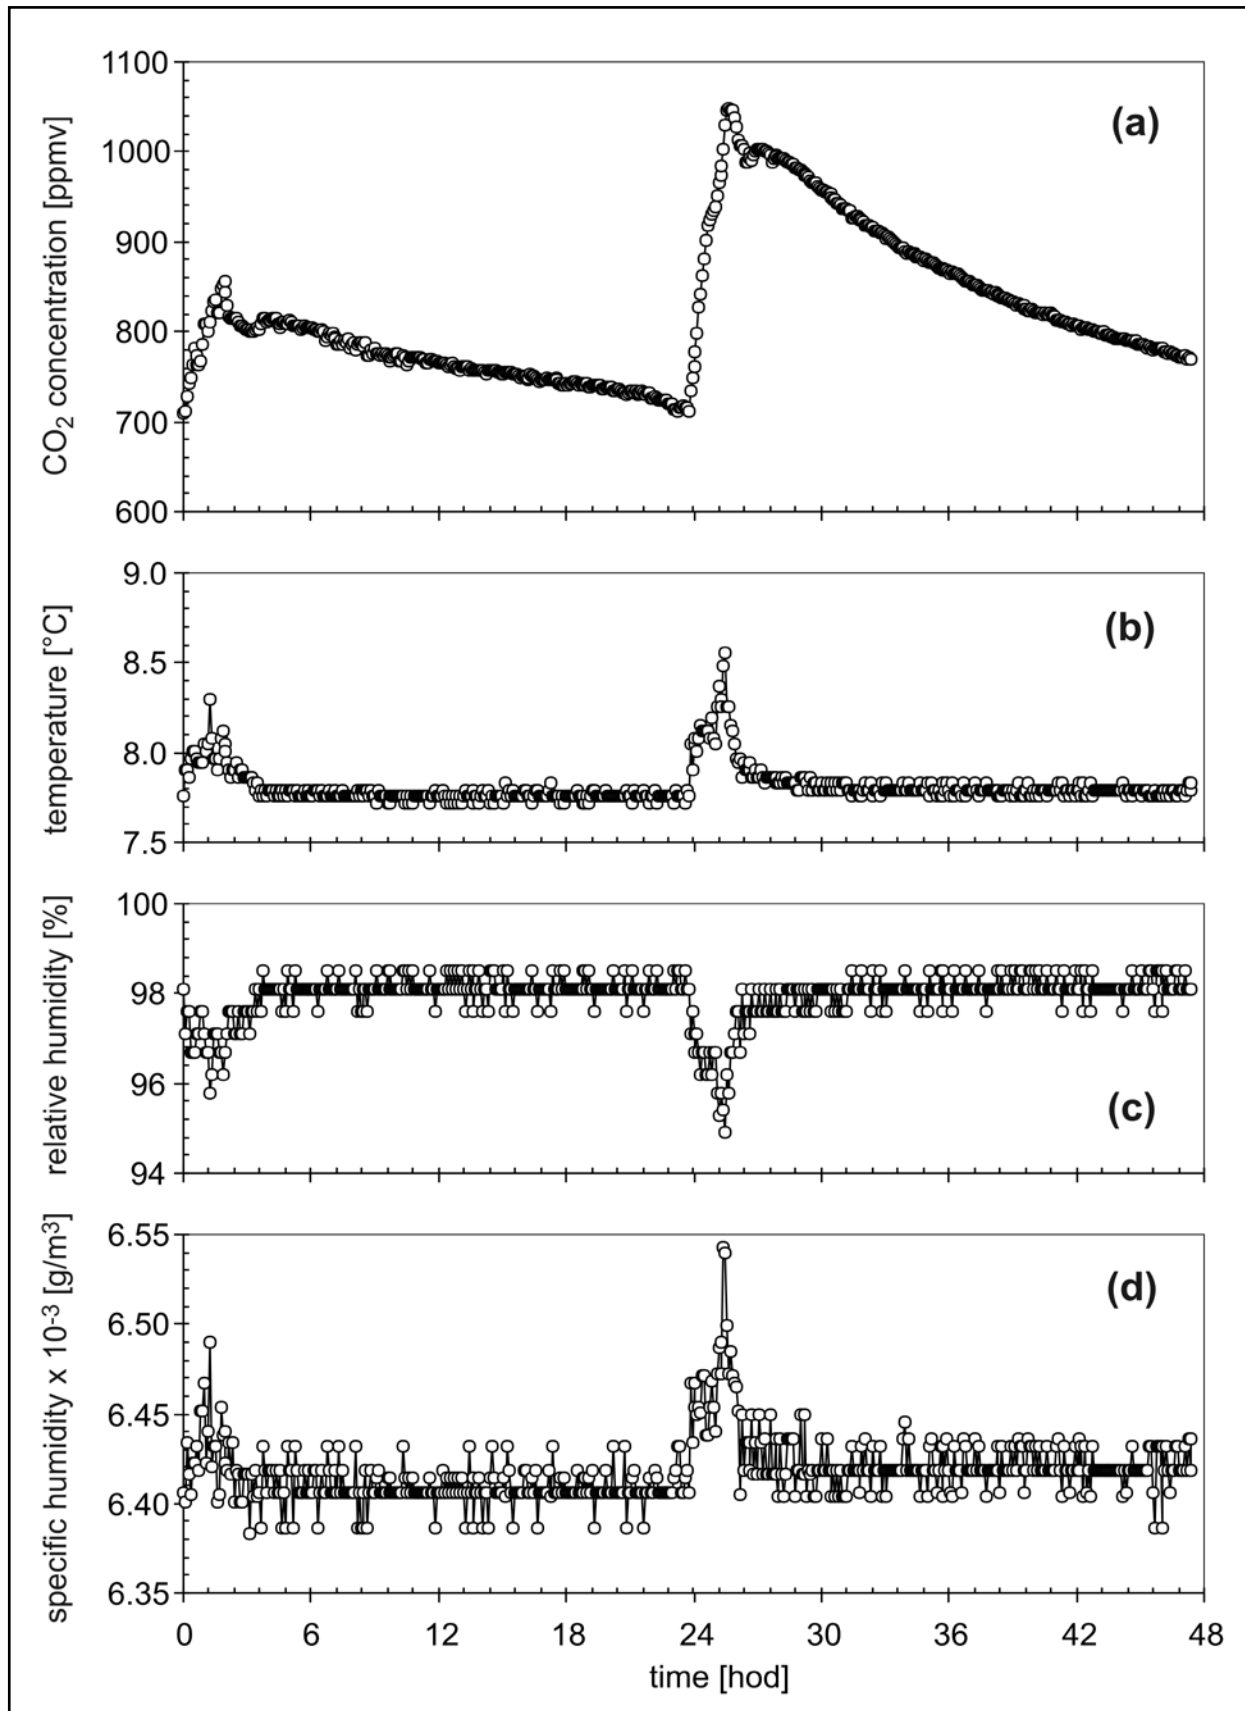 1100
1000
900
800
700
600
CO₂ concentration [ppmv]
(a)
9.0
8.5
8.0
7.5
temperature [°C]
(b)
100
98
96
94
relative humidity [%]
(c)
6.55
6.50
6.45
6.40
6.35
specific humidity x 10⁻³ [g/m³]
(d)
0 6 12 18 24 30 36 42 48
time [hod]